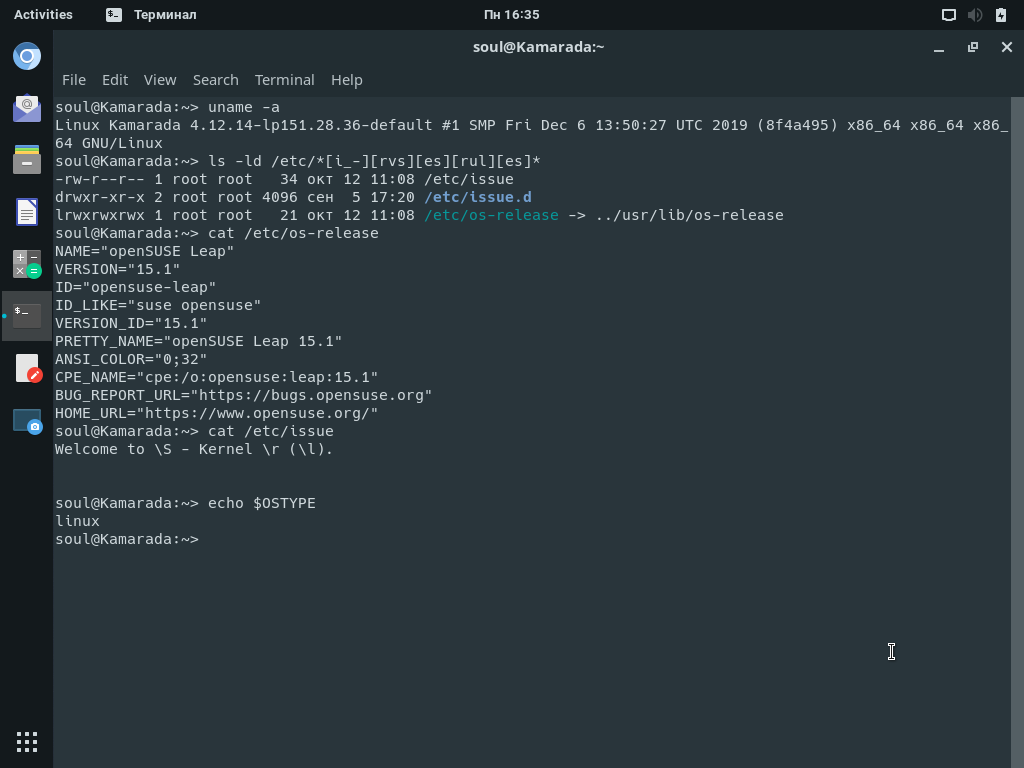 Activities Терминал Пн 16:35
soul@Kamarada:~
File Edit View Search Terminal Help
soul@Kamarada:~> uname -a
Linux Kamarada 4.12.14-lp151.28.36-default #1 SMP Fri Dec 6 13:50:27 UTC 2019 (8f4a495) x86_64 x86_64 x86_
64 GNU/Linux
soul@Kamarada:~> ls -ld /etc/*[i_-][rvs][es][rul][es]*
-rw-r--r-- 1 root root   34 окт 12 11:08 /etc/issue
drwxr-xr-x 2 root root 4096 сен  5 17:20 /etc/issue.d
lrwxrwxrwx 1 root root   21 окт 12 11:08 /etc/os-release -> ../usr/lib/os-release
soul@Kamarada:~> cat /etc/os-release
NAME="openSUSE Leap"
VERSION="15.1"
ID="opensuse-leap"
ID_LIKE="suse opensuse"
VERSION_ID="15.1"
PRETTY_NAME="openSUSE Leap 15.1"
ANSI_COLOR="0;32"
CPE_NAME="cpe:/o:opensuse:leap:15.1"
BUG_REPORT_URL="https://bugs.opensuse.org"
HOME_URL="https://www.opensuse.org/"
soul@Kamarada:~> cat /etc/issue
Welcome to \S - Kernel \r (\l).
soul@Kamarada:~> echo $OSTYPE
linux
soul@Kamarada:~>